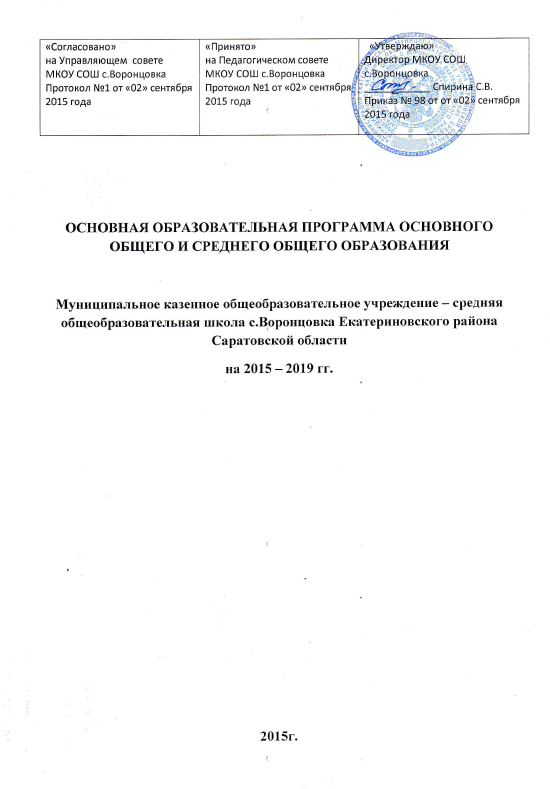 «Согласовано»
на Управляющем совете
МКОУ СОШ с.Воронцовка
Протокол №1 от «02» сентября
2015 года
«Принято»
на Педагогическом совете
МКОУ СОШ с.Воронцовка
Протокол №1 от «02» сентября
2015 года
«Утверждаю»
Директор МКОУ СОШ
с.Воронцовка
Спирина С.В.
Приказ № 98 от от «02» сентября
2015 года
ОСНОВНАЯ ОБРАЗОВАТЕЛЬНАЯ ПРОГРАММА ОСНОВНОГО
ОБЩЕГО И СРЕДНЕГО ОБЩЕГО ОБРАЗОВАНИЯ
Муниципальное казенное общеобразовательное учреждение – средняя
общеобразовательная школа с.Воронцовка Екатериновского района
Саратовской области
на 2015 – 2019 гг.
2015г.